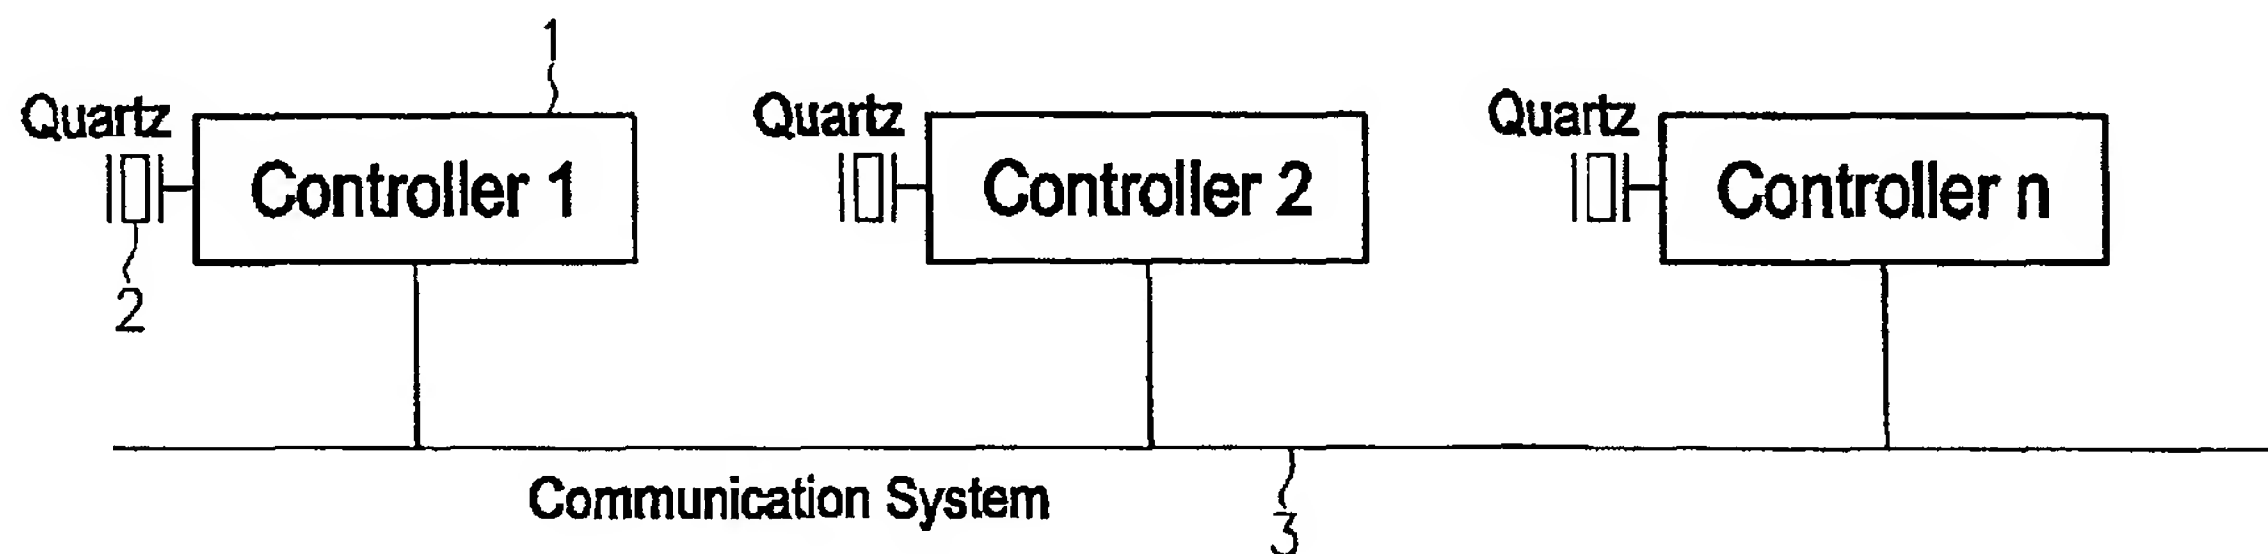 1
Quartz
Controller 1
2
Quartz
Controller 2
Quartz
Controller n
Communication System
3